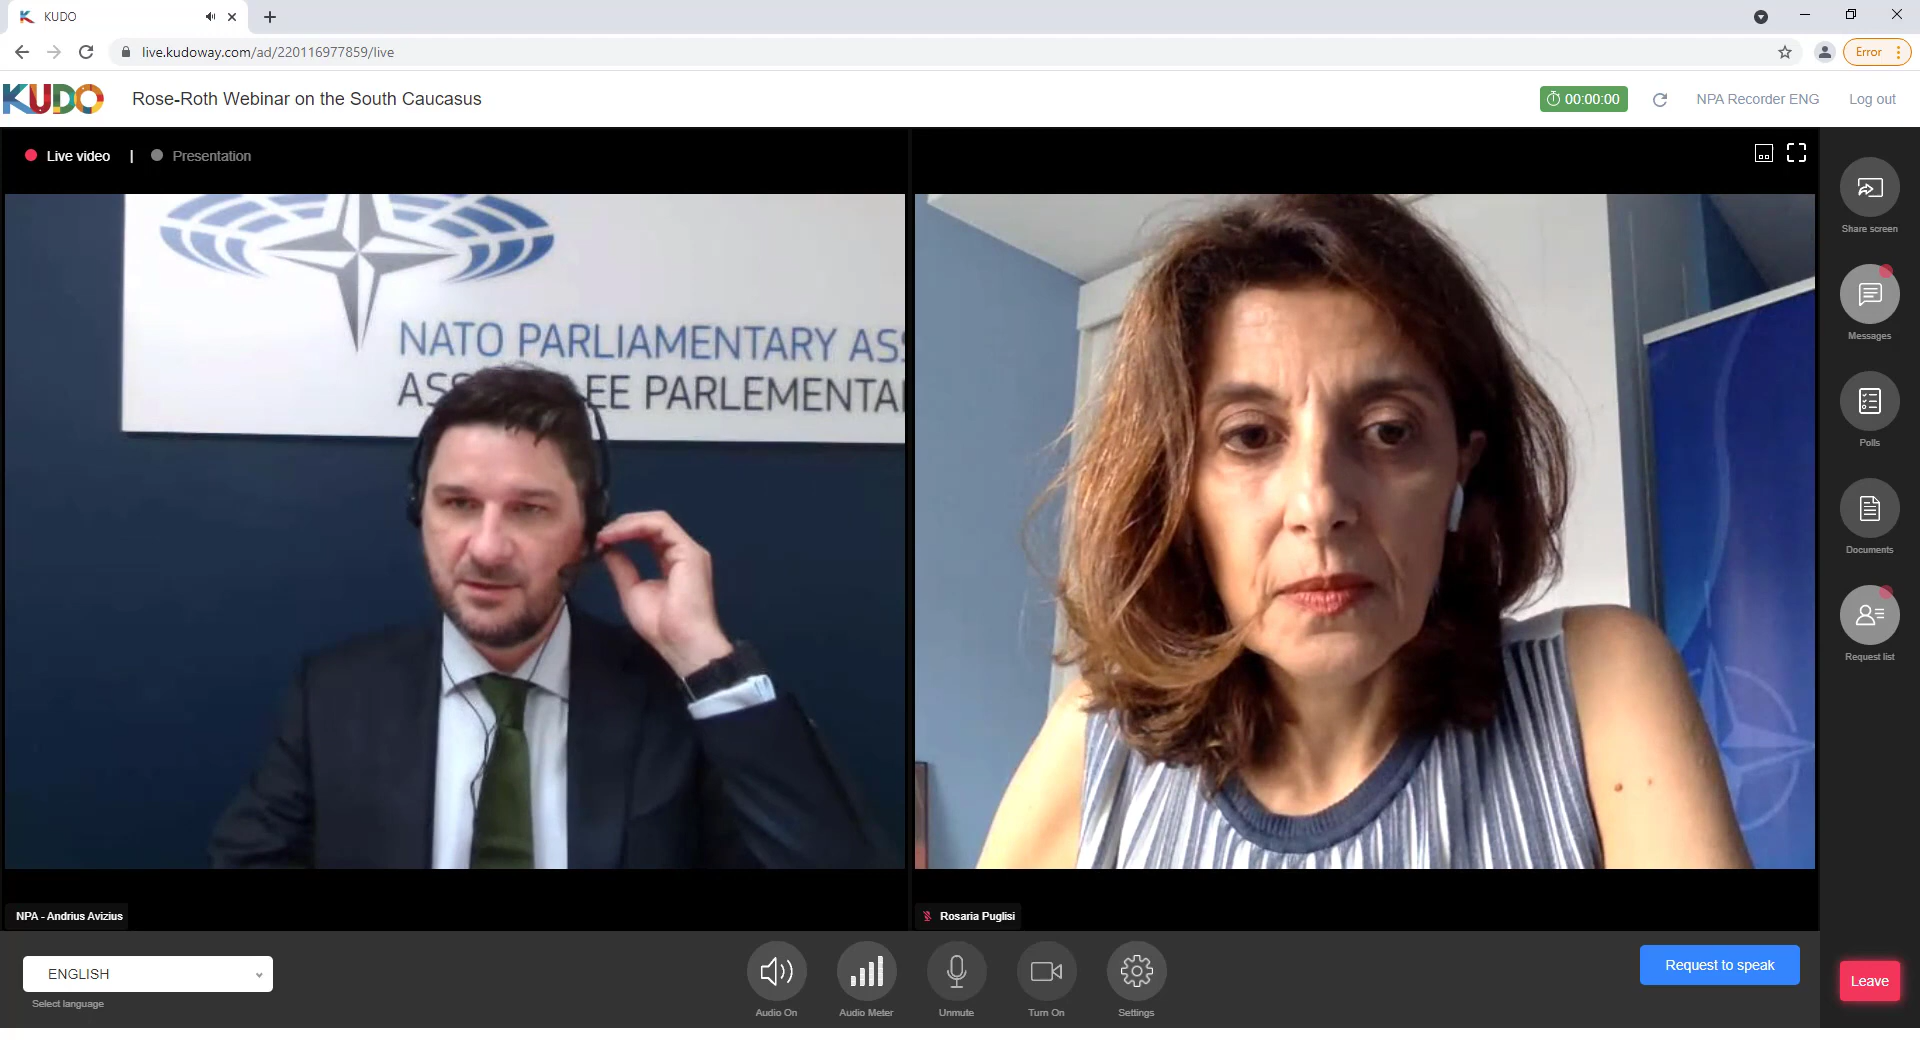 KUDO
live.kudoway.com/ad/220116977859/live
Error
KUDO
Rose-Roth Webinar on the South Caucasus
00:00:00
NPA Recorder ENG
Log out
Live video | Presentation
NATO PARLIAMENTARY ASS
ASS EE PARLEMENTA
Share screen
Messages
Polls
Documents
Request list
NPA - Andrius Avizius
Rosaria Puglisi
ENGLISH
Select language
Audio On
Audio Meter
Unmute
Turn On
Settings
Request to speak
Leave